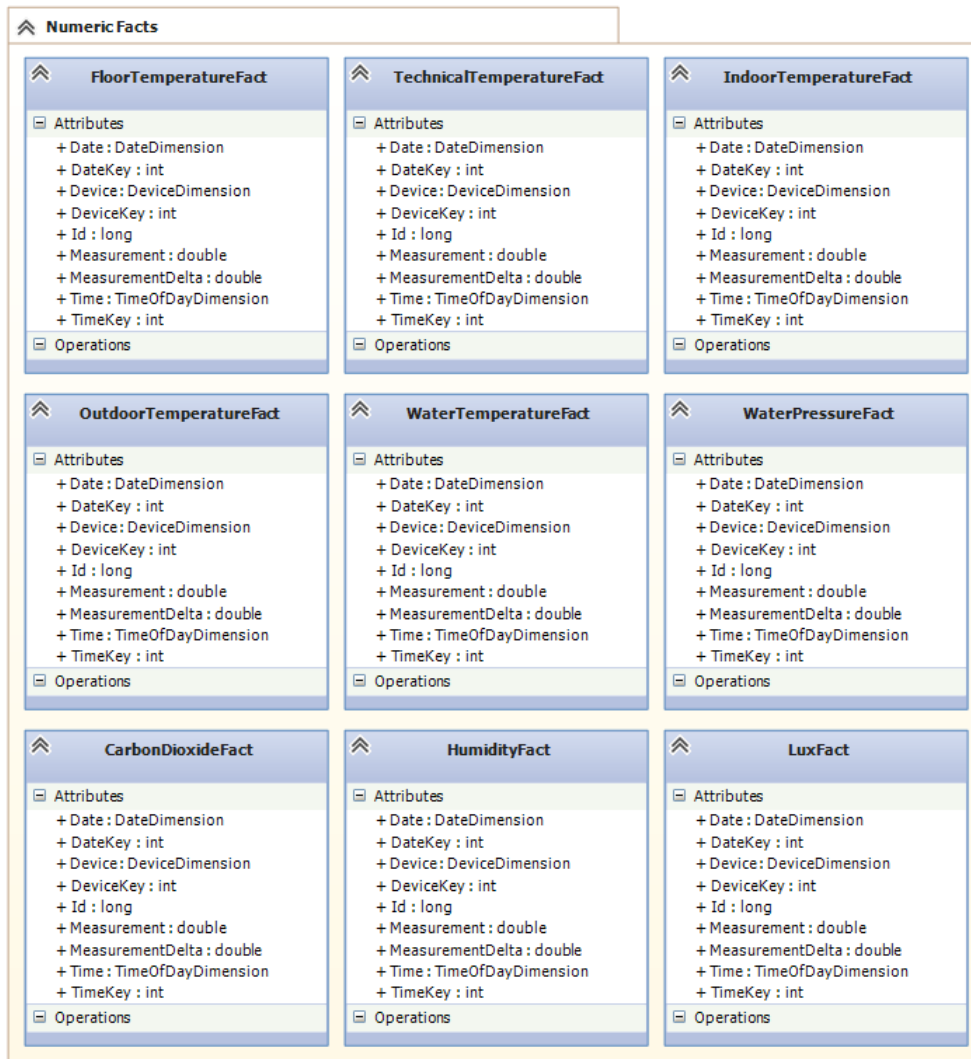 Numeric Facts
FloorTemperatureFact
Attributes
+ Date : DateDimension
+ DateKey : int
+ Device : DeviceDimension
+ DeviceKey : int
+ Id : long
+ Measurement : double
+ MeasurementDelta : double
+ Time : TimeOfDayDimension
+ TimeKey : int
Operations
TechnicalTemperatureFact
Attributes
+ Date : DateDimension
+ DateKey : int
+ Device : DeviceDimension
+ DeviceKey : int
+ Id : long
+ Measurement : double
+ MeasurementDelta : double
+ Time : TimeOfDayDimension
+ TimeKey : int
Operations
IndoorTemperatureFact
Attributes
+ Date : DateDimension
+ DateKey : int
+ Device : DeviceDimension
+ DeviceKey : int
+ Id : long
+ Measurement : double
+ MeasurementDelta : double
+ Time : TimeOfDayDimension
+ TimeKey : int
Operations
OutdoorTemperatureFact
Attributes
+ Date : DateDimension
+ DateKey : int
+ Device : DeviceDimension
+ DeviceKey : int
+ Id : long
+ Measurement : double
+ MeasurementDelta : double
+ Time : TimeOfDayDimension
+ TimeKey : int
Operations
WaterTemperatureFact
Attributes
+ Date : DateDimension
+ DateKey : int
+ Device : DeviceDimension
+ DeviceKey : int
+ Id : long
+ Measurement : double
+ MeasurementDelta : double
+ Time : TimeOfDayDimension
+ TimeKey : int
Operations
WaterPressureFact
Attributes
+ Date : DateDimension
+ DateKey : int
+ Device : DeviceDimension
+ DeviceKey : int
+ Id : long
+ Measurement : double
+ MeasurementDelta : double
+ Time : TimeOfDayDimension
+ TimeKey : int
Operations
CarbonDioxideFact
Attributes
+ Date : DateDimension
+ DateKey : int
+ Device : DeviceDimension
+ DeviceKey : int
+ Id : long
+ Measurement : double
+ MeasurementDelta : double
+ Time : TimeOfDayDimension
+ TimeKey : int
Operations
HumidityFact
Attributes
+ Date : DateDimension
+ DateKey : int
+ Device : DeviceDimension
+ DeviceKey : int
+ Id : long
+ Measurement : double
+ MeasurementDelta : double
+ Time : TimeOfDayDimension
+ TimeKey : int
Operations
LuxFact
Attributes
+ Date : DateDimension
+ DateKey : int
+ Device : DeviceDimension
+ DeviceKey : int
+ Id : long
+ Measurement : double
+ MeasurementDelta : double
+ Time : TimeOfDayDimension
+ TimeKey : int
Operations